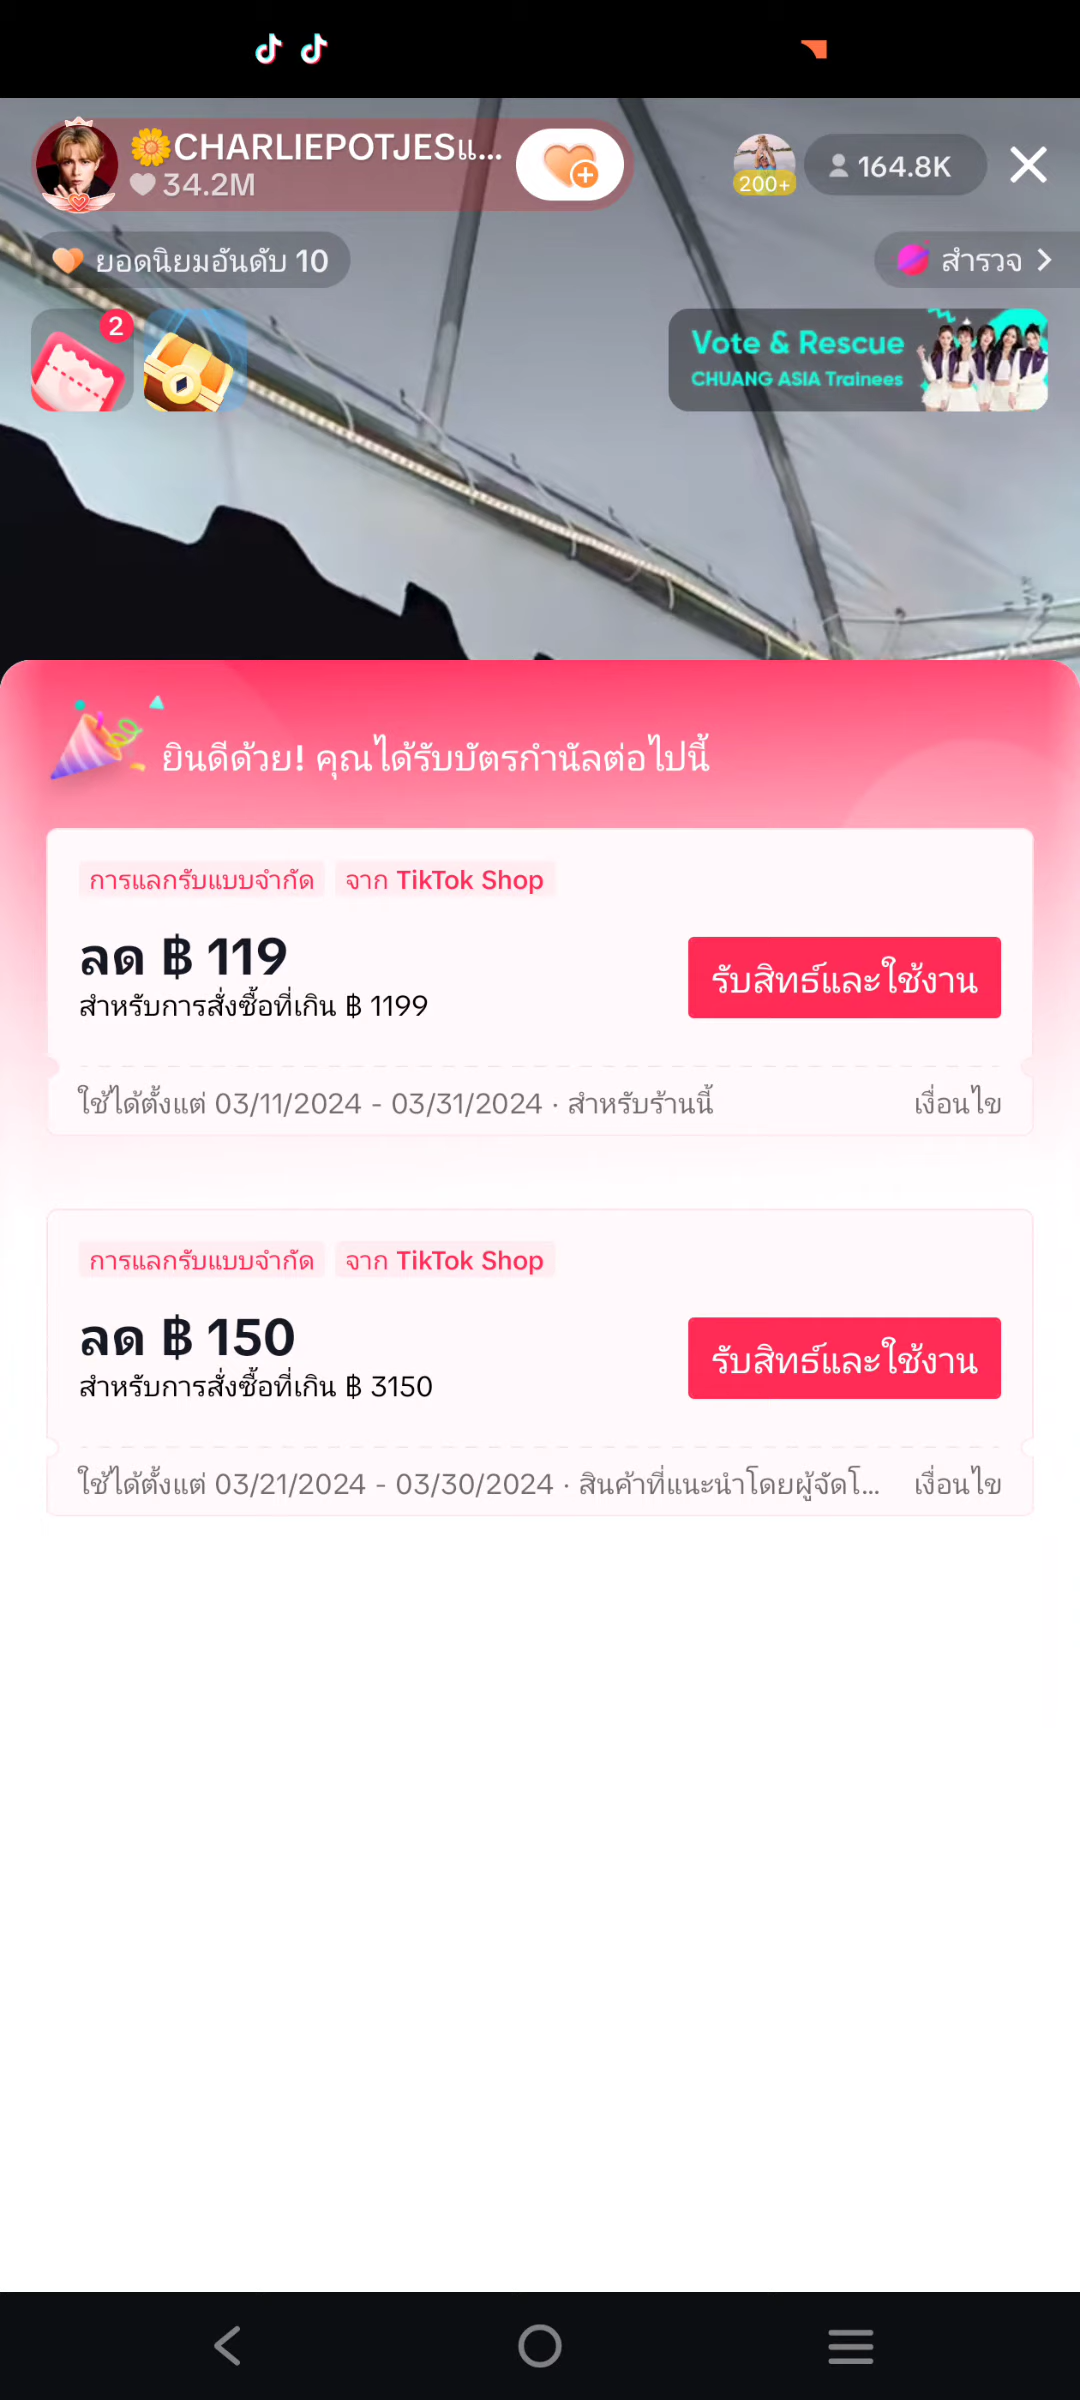 🌼CHARLIEPOTJESแ...
34.2M
200+
164.8K
ยอดนิยมอันดับ 10
สำรวจ
2
Vote & Rescue
CHUANG ASIA Trainees
ยินดีด้วย! คุณได้รับบัตรกำนัลต่อไปนี้
การแลกรับแบบจำกัด จาก TikTok Shop
ลด ฿ 119
สำหรับการสั่งซื้อที่เกิน ฿ 1199
รับสิทธ์และใช้งาน
ใช้ได้ตั้งแต่ 03/11/2024 - 03/31/2024 · สำหรับร้านนี้ เงื่อนไข
การแลกรับแบบจำกัด จาก TikTok Shop
ลด ฿ 150
สำหรับการสั่งซื้อที่เกิน ฿ 3150
รับสิทธ์และใช้งาน
ใช้ได้ตั้งแต่ 03/21/2024 - 03/30/2024 · สินค้าที่แนะนำโดยผู้จัดโ... เงื่อนไข